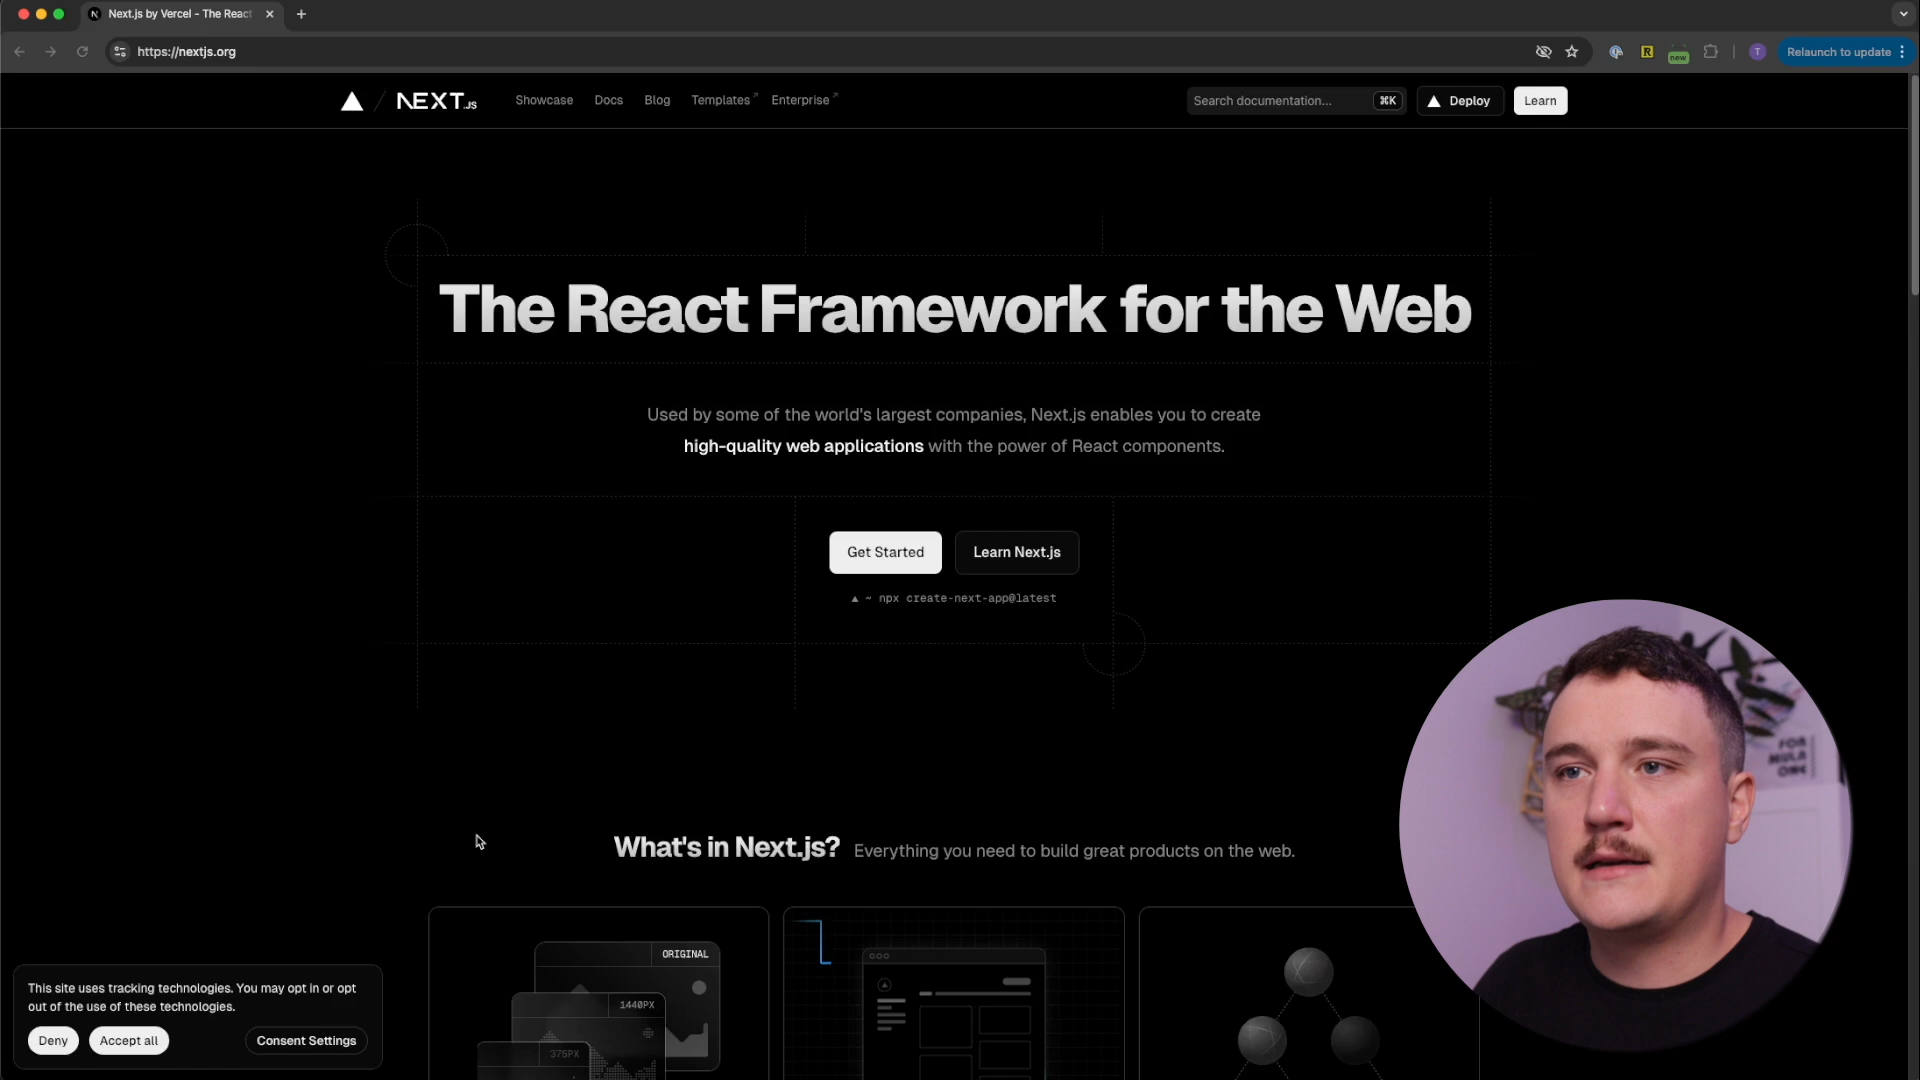 Next.js by Vercel - The React
https://nextjs.org
R
new
T
Relaunch to update
NEXT.JS
Showcase
Docs
Blog
Templates
Enterprise
Search documentation...
⌘K
Deploy
Learn
The React Framework for the Web
Used by some of the world's largest companies, Next.js enables you to create
high-quality web applications with the power of React components.
Get Started
Learn Next.js
▲ ~ npx create-next-app@latest
FOR
MULA
ONE
What's in Next.js?
Everything you need to build great products on the web.
ORIGINAL
1440PX
375PX
This site uses tracking technologies. You may opt in or opt
out of the use of these technologies.
Deny
Accept all
Consent Settings